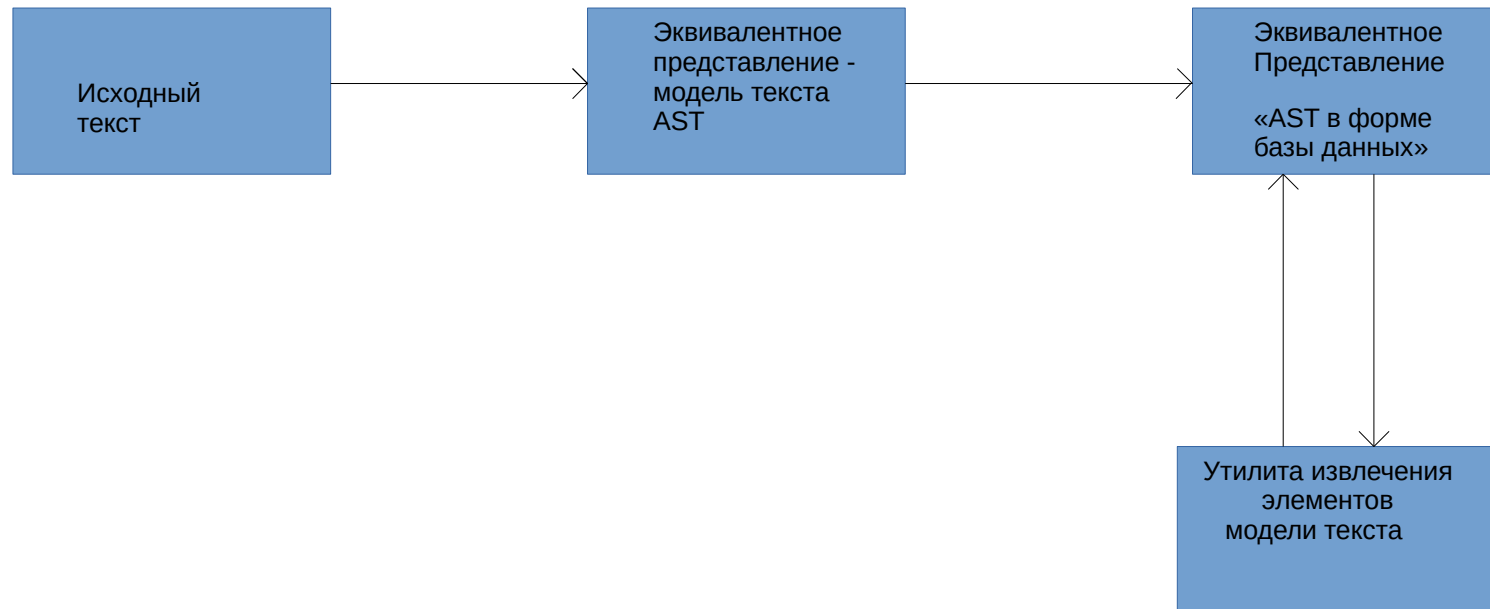 Исходный
текст
Эквивалентное
представление -
модель текста
AST
Эквивалентное
Представление
«AST в форме
базы данных»
Утилита извлечения
элементов
модели текста